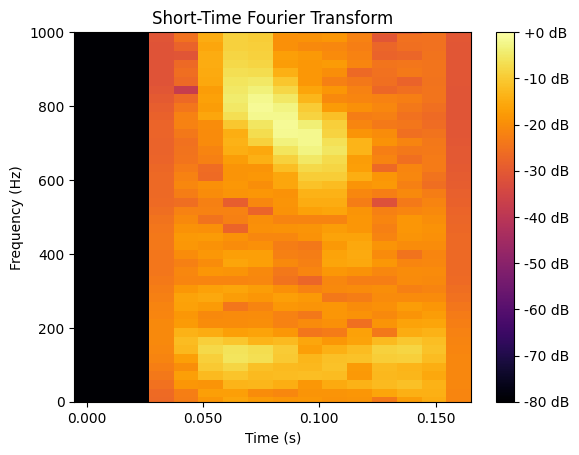 Short-Time Fourier Transform
Frequency (Hz)
1000
800
600
400
200
0
0.000
0.050
0.100
0.150
Time (s)
+0 dB
-10 dB
-20 dB
-30 dB
-40 dB
-50 dB
-60 dB
-70 dB
-80 dB